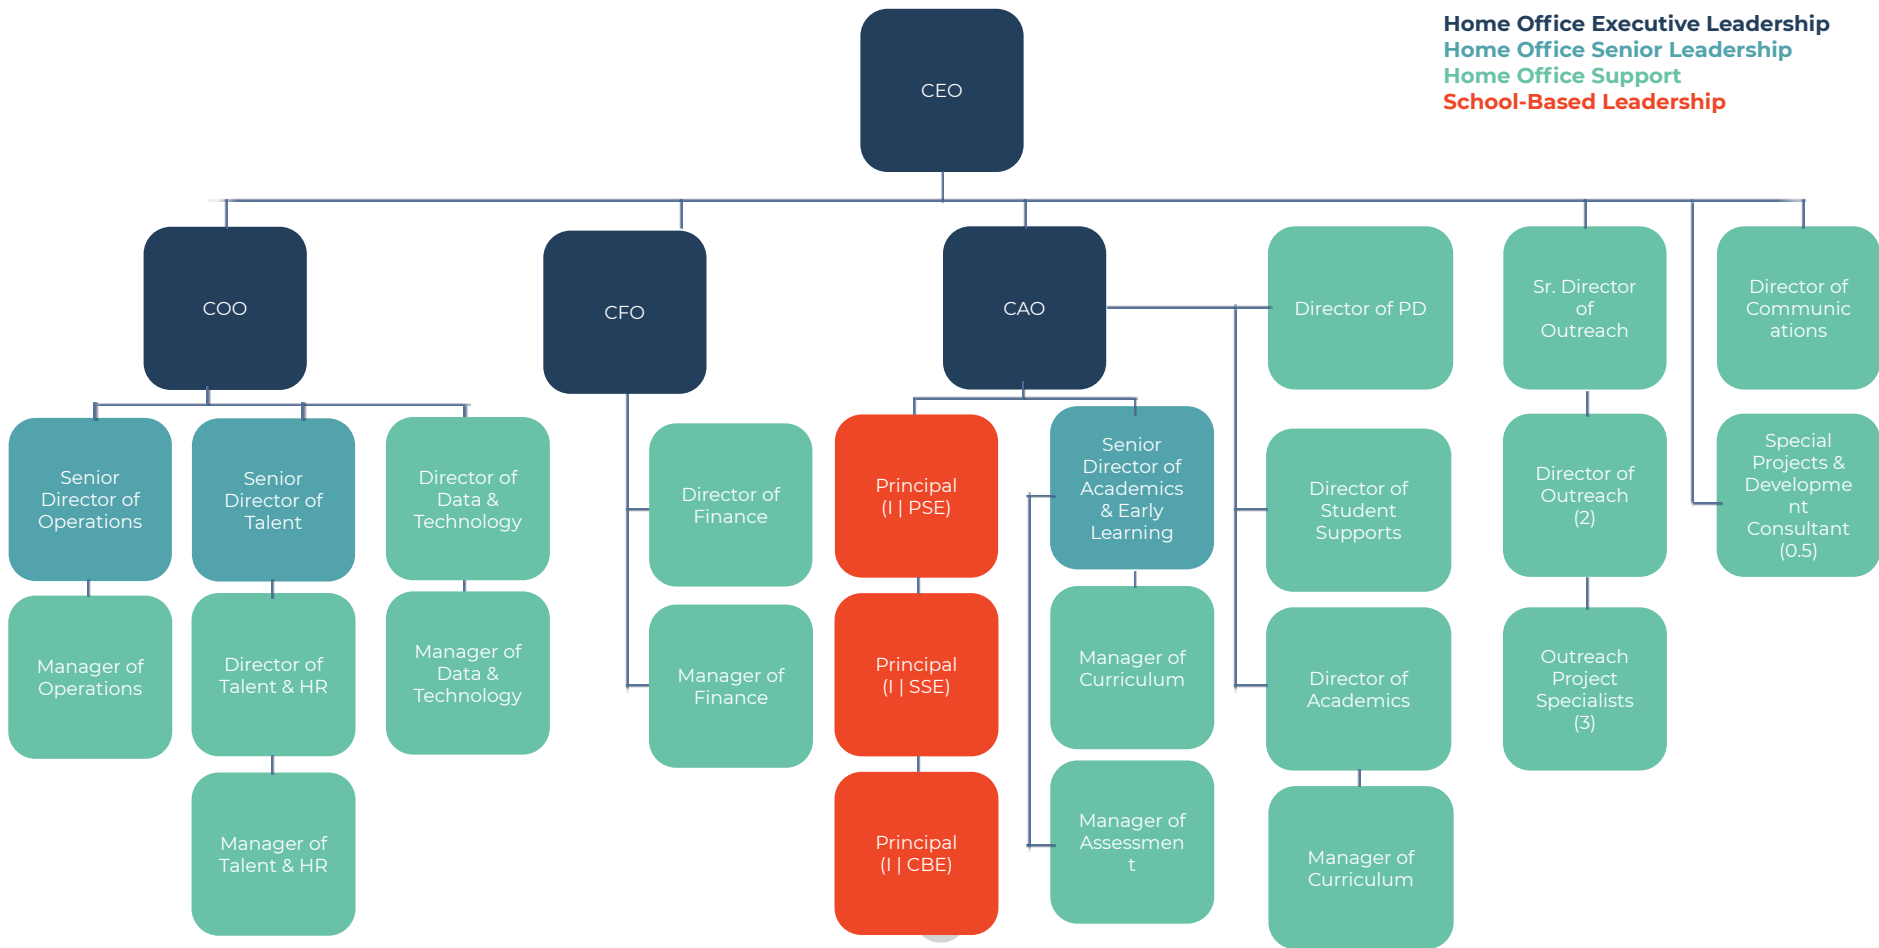 Home Office Executive Leadership
Home Office Senior Leadership
Home Office Support
School-Based Leadership
CEO
COO
CFO
CAO
Director of PD
Sr. Director
of
Outreach
Director of
Communic
ations
Senior
Director of
Operations
Senior
Director of
Talent
Director of
Data &
Technology
Director of
Finance
Principal
(I | PSE)
Senior
Director of
Academics
& Early
Learning
Director of
Student
Supports
Director of
Outreach
(2)
Special
Projects &
Developme
nt
Consultant
(0.5)
Manager of
Operations
Director of
Talent & HR
Manager of
Data &
Technology
Manager of
Finance
Principal
(I | SSE)
Manager of
Curriculum
Director of
Academics
Outreach
Project
Specialists
(3)
Manager of
Talent & HR
Principal
(I | CBE)
Manager of
Assessmen
t
Manager of
Curriculum